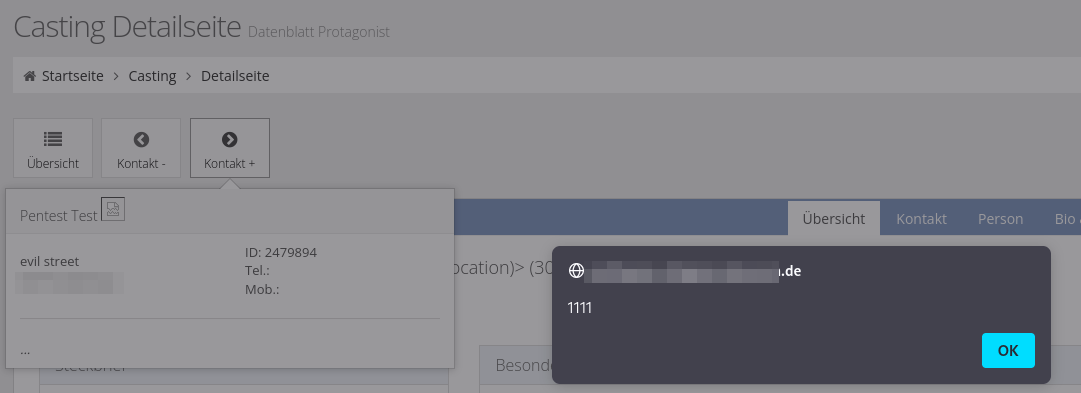 Casting Detailseite Datenblatt Protagonist
Startseite > Casting > Detailseite
Übersicht
Kontakt -
Kontakt +
Pentest Test
evil street
ID: 2479894
Tel.:
Mob.:
...
Übersicht Kontakt Person Bio
ocation)> (30
.de
1111
OK
Steckbrief
Besonde